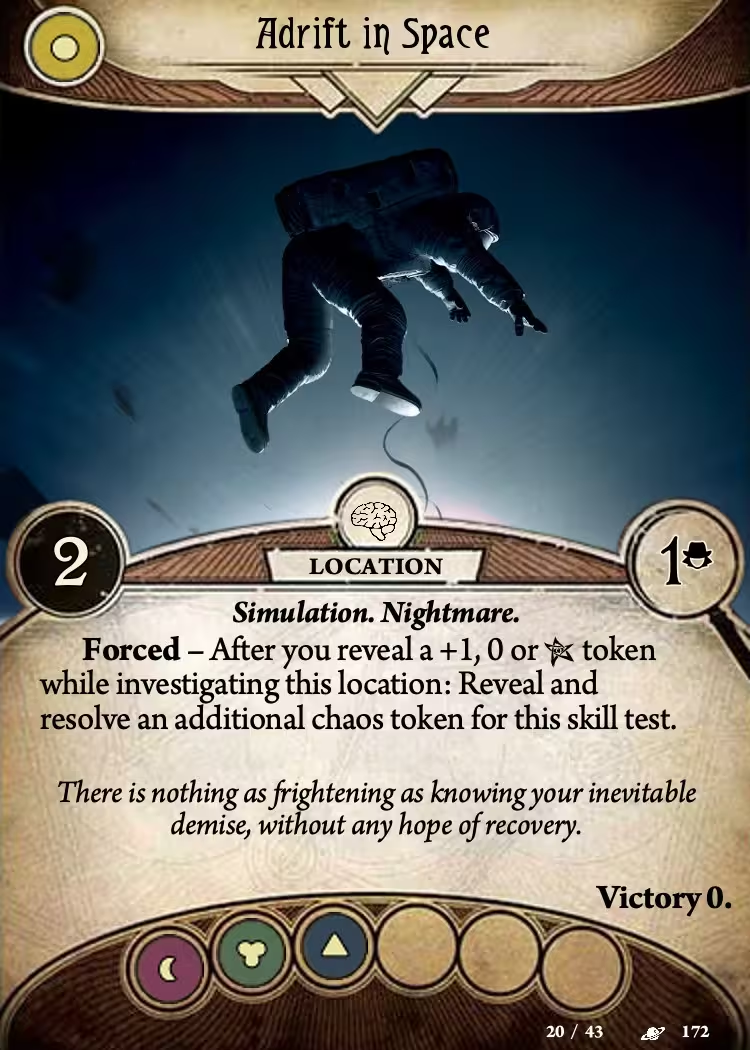 Adrift in Space
2
LOCATION
1
Simulation. Nightmare.
Forced – After you reveal a +1, 0 or token
while investigating this location: Reveal and
resolve an additional chaos token for this skill test.
There is nothing as frightening as knowing your inevitable
demise, without any hope of recovery.
Victory 0.
20 / 43 172